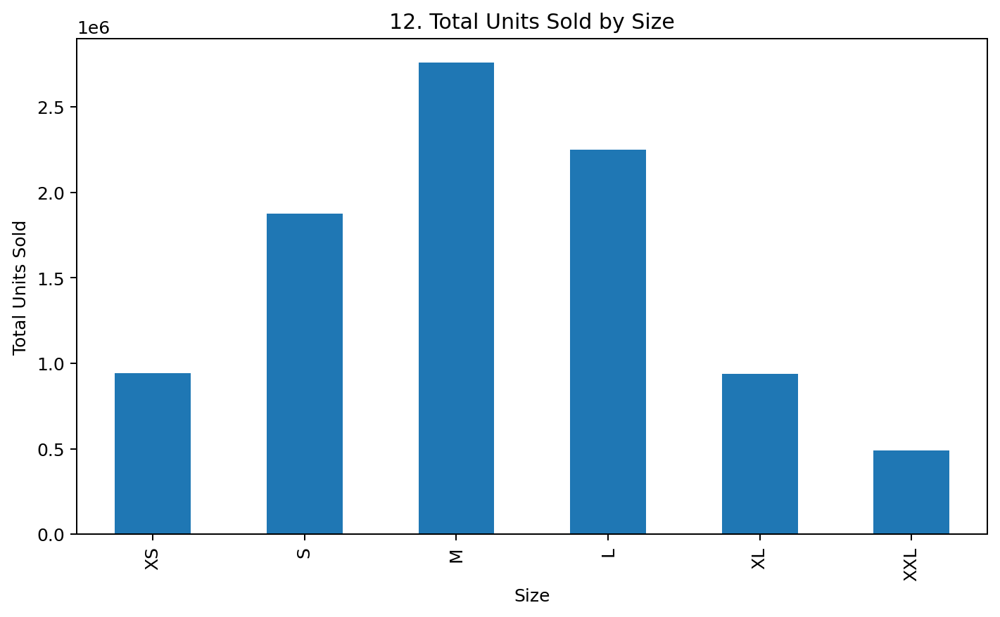 12. Total Units Sold by Size
1e6
2.5
2.0
1.5
1.0
0.5
0.0
Total Units Sold
XS
S
M
L
XL
XXL
Size